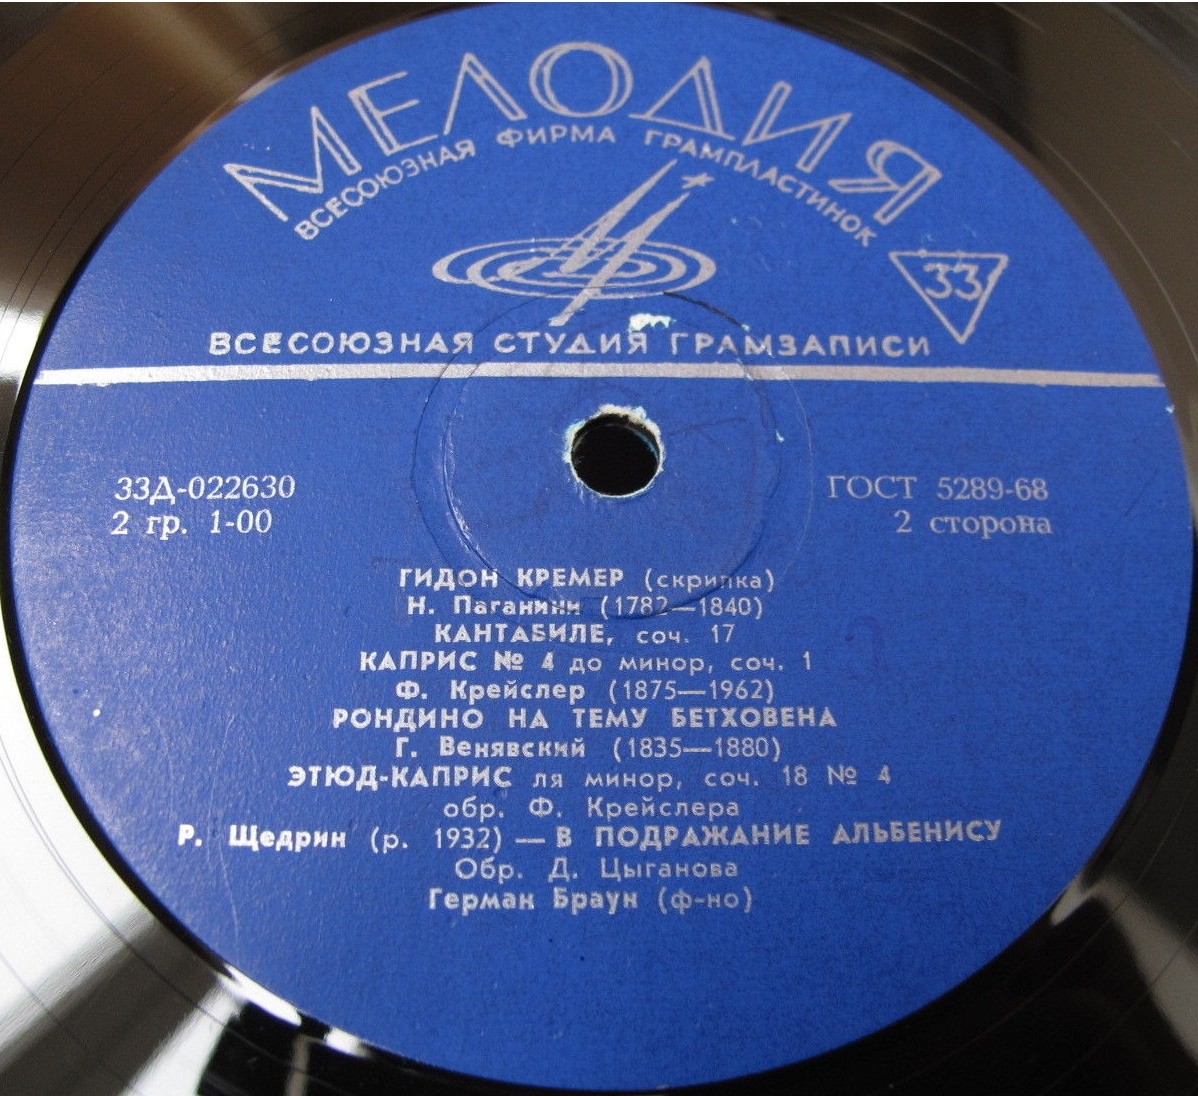 МЕЛОДИЯ
ВСЕСОЮЗНАЯ ФИРМА ГРАМПЛАСТИНОК
33
ВСЕСОЮЗНАЯ СТУДИЯ ГРАМЗАПИСИ
33Д-022630
2 гр. 1-00
ГОСТ 5289-68
2 сторона
ГИДОН КРЕМЕР (скрипка)
Н. Паганини (1782—1840)
КАНТАБИЛЕ, соч. 17
КАПРИС № 4 до минор, соч. 1
Ф. Крейслер (1875—1962)
РОНДИНО НА ТЕМУ БЕТХОВЕНА
Г. Венявский (1835—1880)
ЭТЮД-КАПРИС ля минор, соч. 18 № 4
обр. Ф. Крейслера
Р. Щедрин (р. 1932) — В ПОДРАЖАНИЕ АЛЬБЕНИСУ
Обр. Д. Цыганова
Герман Браун (ф-но)